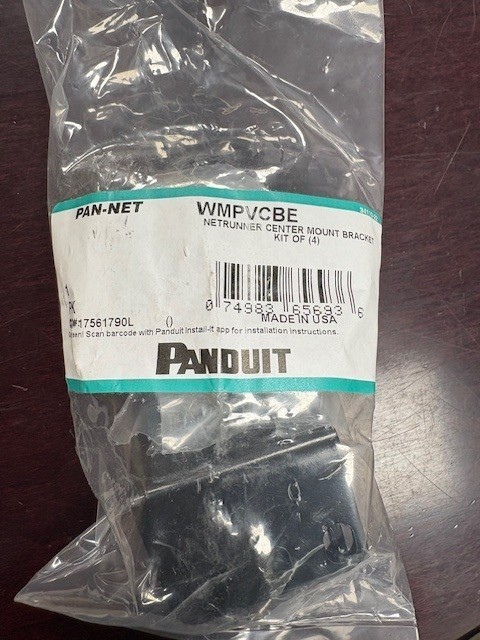 PAN-NET
WMPVCBE
NETRUNNER CENTER MOUNT BRACKET
KIT OF (4)
1
PK
0 74983 65693 6
17561790L ()
MADE IN USA
Scan barcode with Panduit Install-It app for installation instructions.
PANDUIT